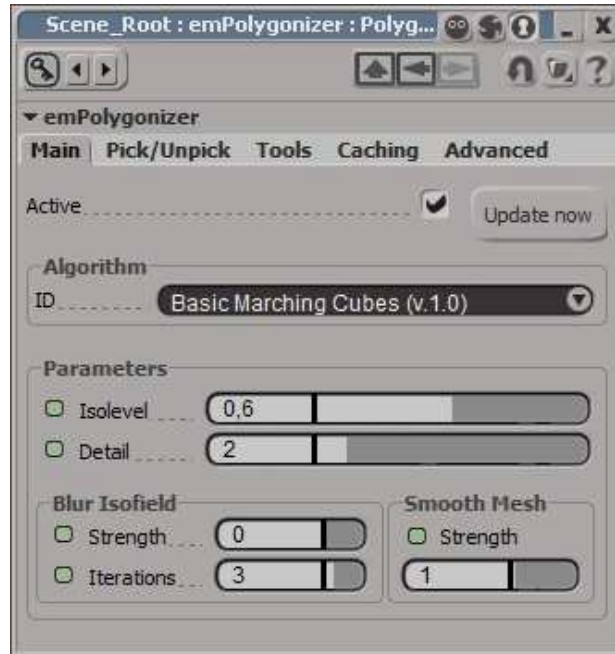 Scene_Root : emPolygonizer : Polyg...
emPolygonizer
Main Pick/Unpick Tools Caching Advanced
Active
Update now
Algorithm
ID Basic Marching Cubes (v.1.0)
Parameters
Isolevel 0,6
Detail 2
Blur Isofield
Strength 0
Iterations 3
Smooth Mesh
Strength
1